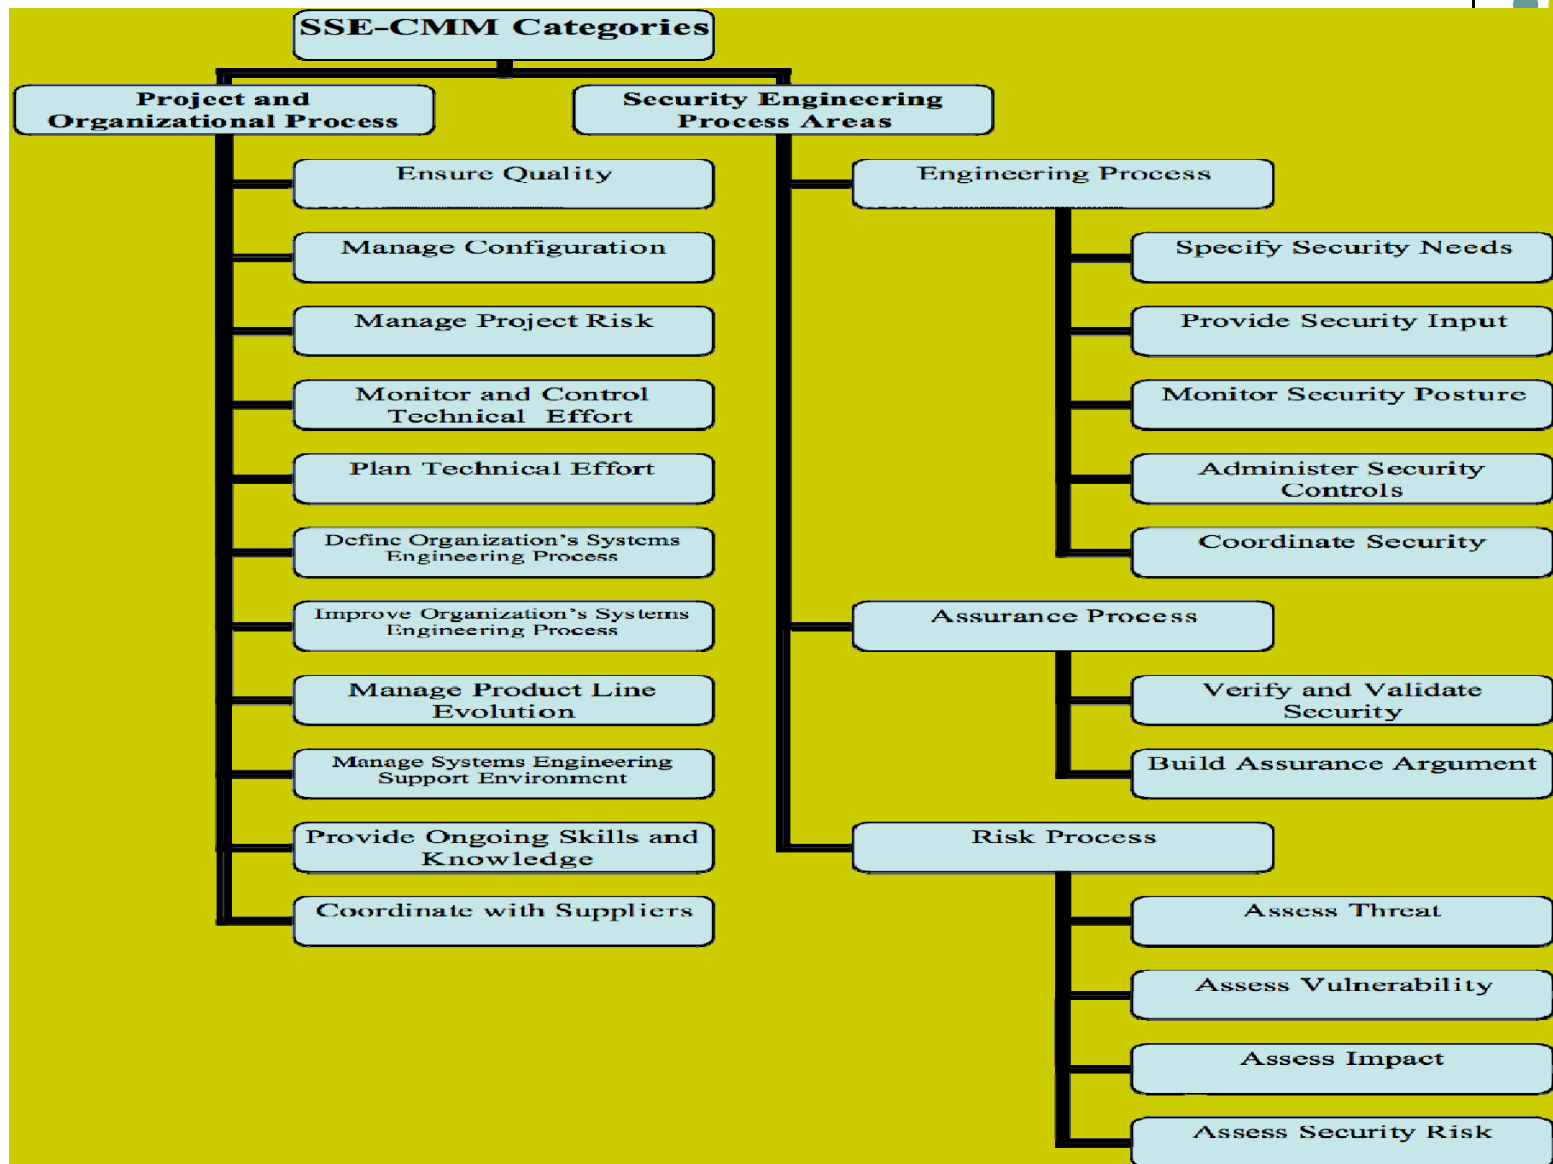 SSE-CMM Categories
Project and
Organizational Process
Security Engineering
Process Areas
Ensure Quality
Manage Configuration
Manage Project Risk
Monitor and Control
Technical Effort
Plan Technical Effort
Define Organization's Systems
Engineering Process
Improve Organization's Systems
Engineering Process
Manage Product Line
Evolution
Manage Systems Engineering
Support Environment
Provide Ongoing Skills and
Knowledge
Coordinate with Suppliers
Engineering Process
Specify Security Needs
Provide Security Input
Monitor Security Posture
Administer Security
Controls
Coordinate Security
Assurance Process
Verify and Validate
Security
Build Assurance Argument
Risk Process
Assess Threat
Assess Vulnerability
Assess Impact
Assess Security Risk